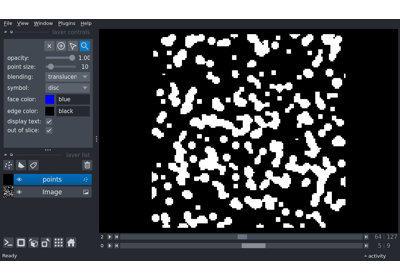 File View Window Plugins Help
layer controls
opacity: 1.00
point size: 10
blending: translucen
symbol: disc
face color: blue
edge color: black
display text:
out of slice:
layer list
points
Image
2 64 127
0 5 9
Ready activity